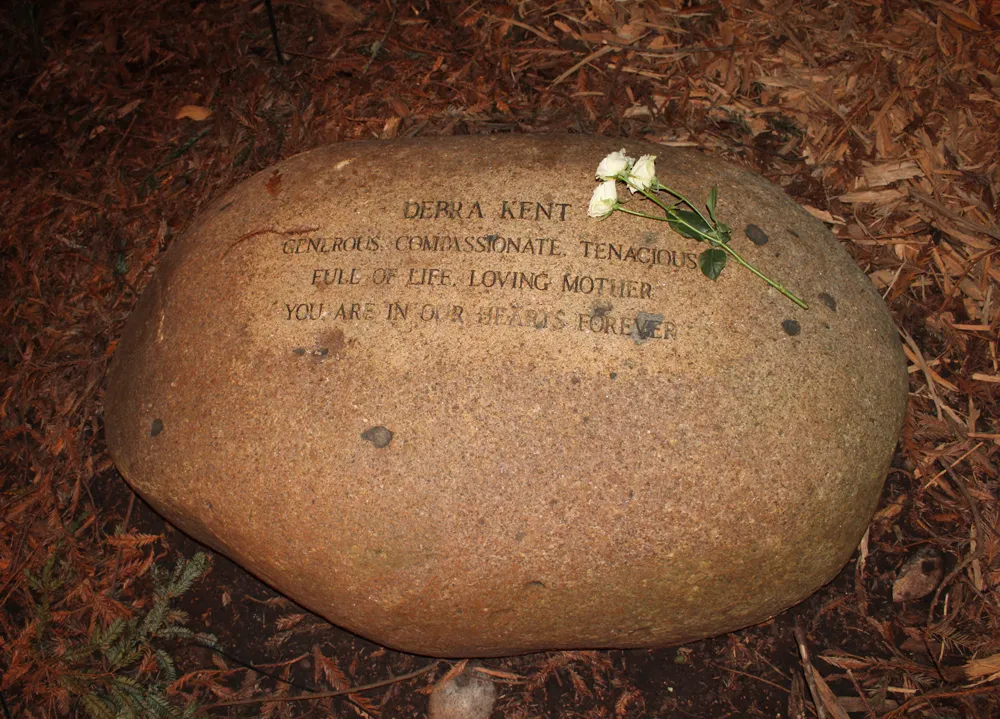 DEBRA KENT
GENEROUS. COMPASSIONATE. TENACIOUS
FULL OF LIFE. LOVING MOTHER
YOU ARE IN OUR HEARTS FOREVER